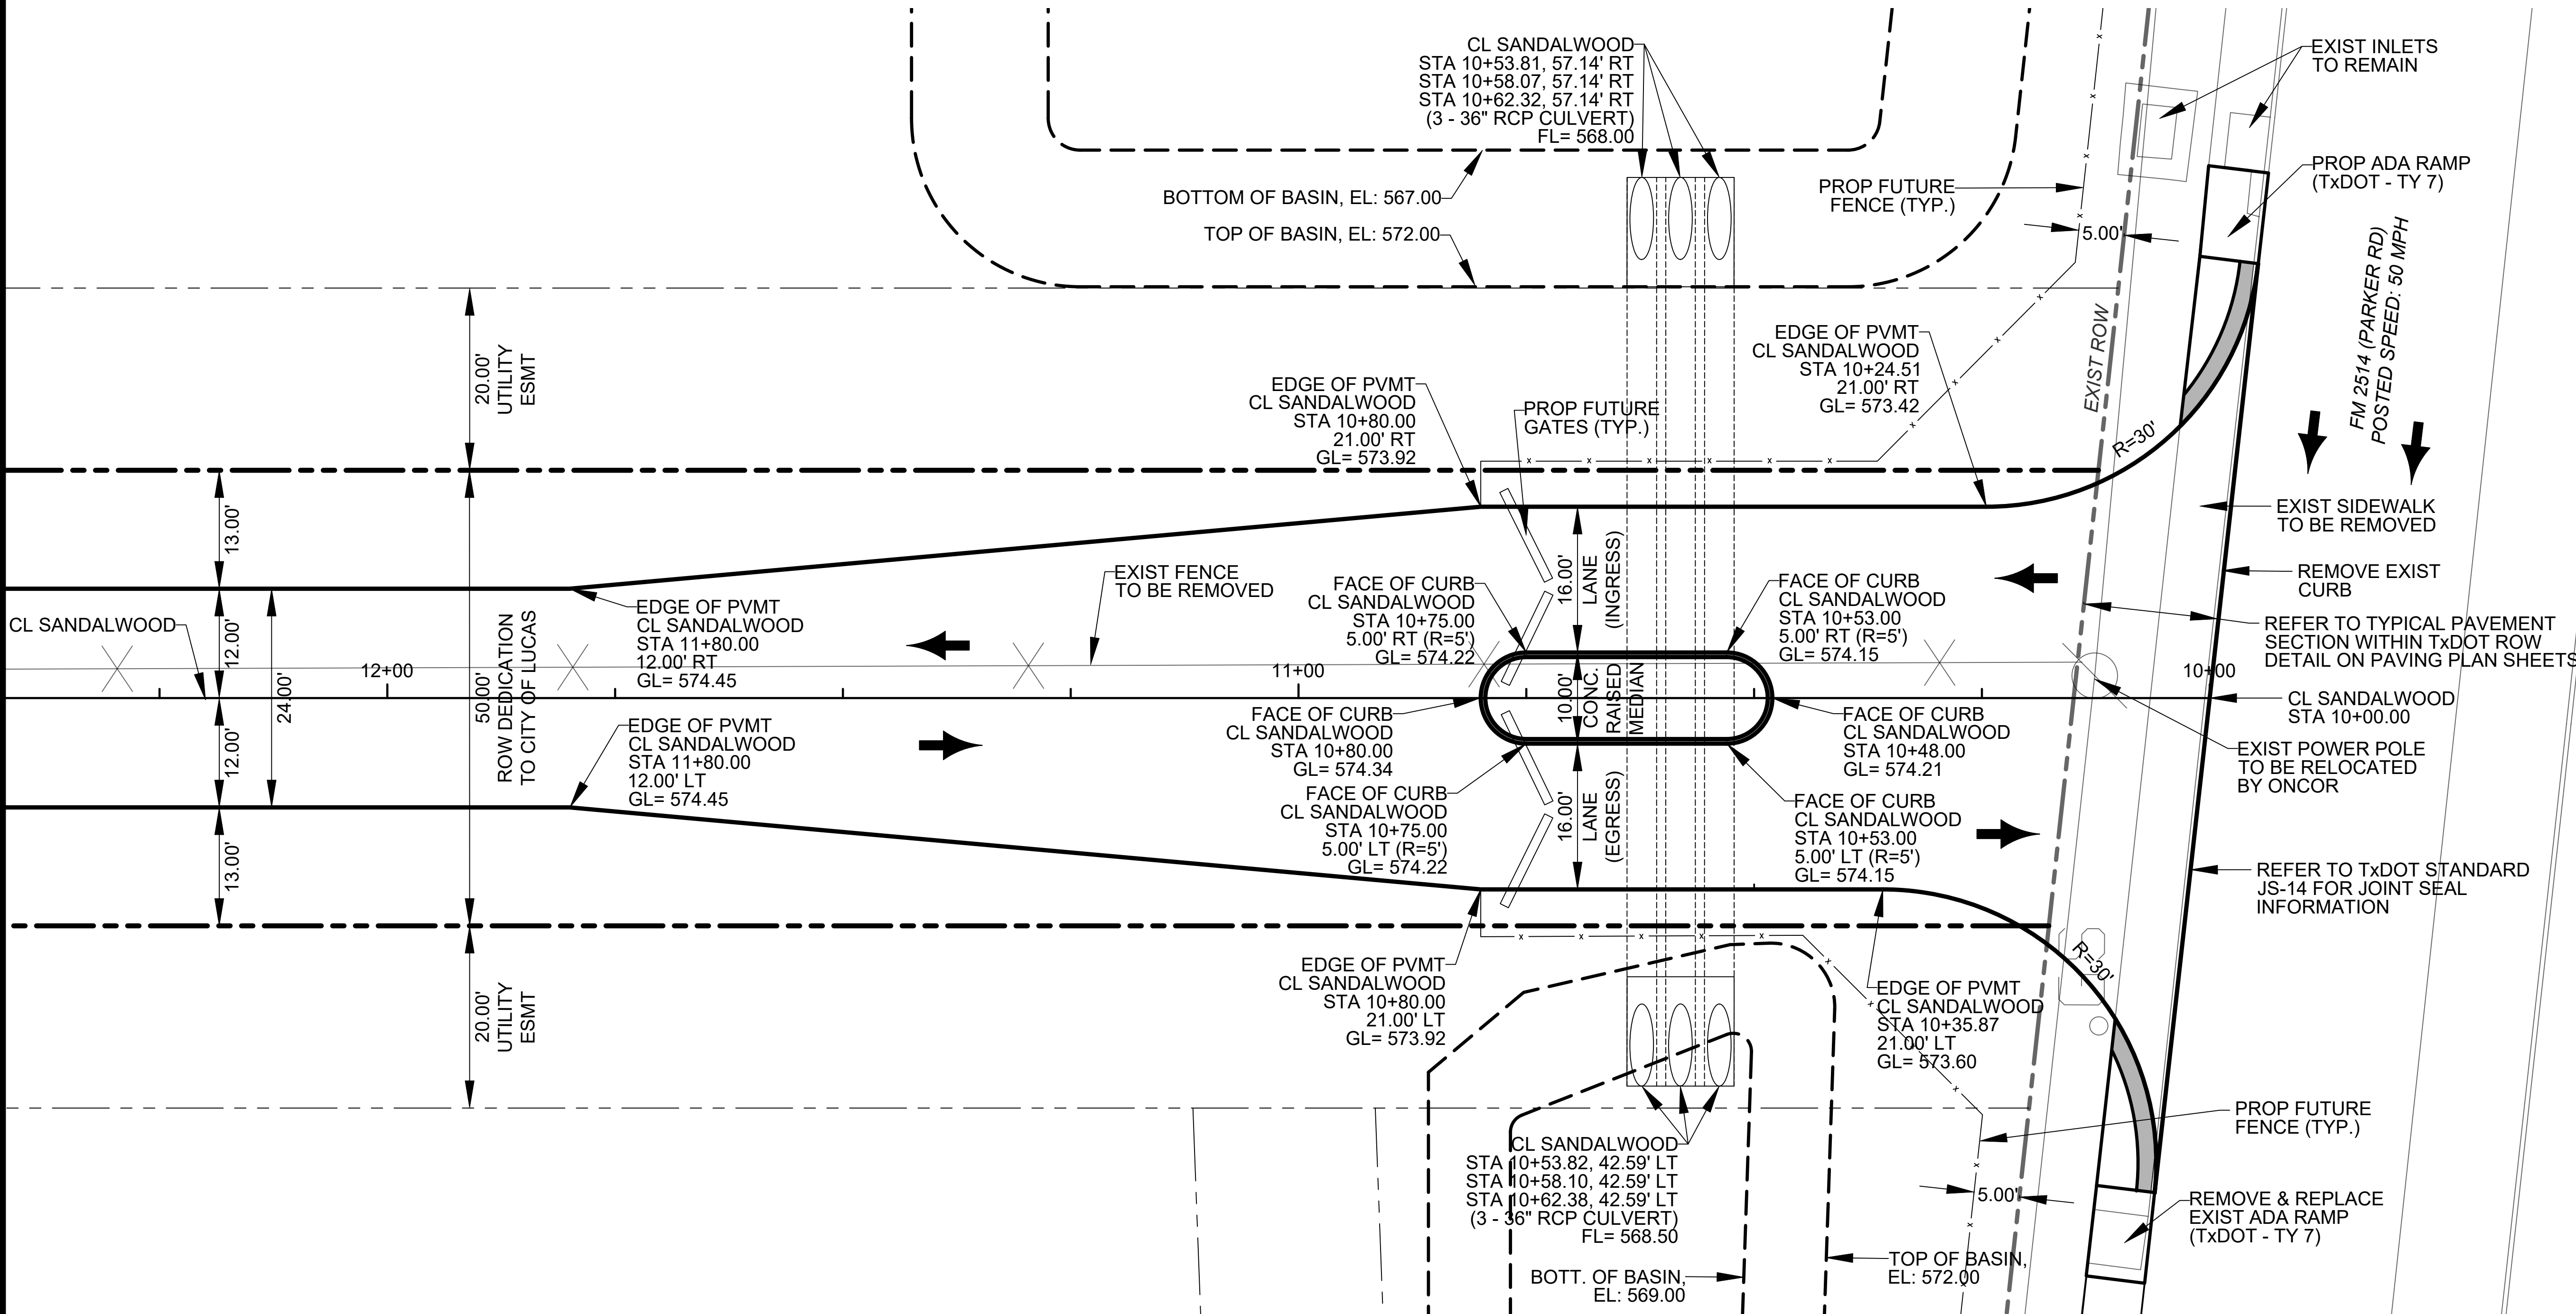 CL SANDALWOOD
STA 10+53.81, 57.14' RT
STA 10+58.07, 57.14' RT
STA 10+62.32, 57.14' RT
(3 - 36" RCP CULVERT)
FL= 568.00
EXIST INLETS
TO REMAIN
BOTTOM OF BASIN, EL: 567.00
TOP OF BASIN, EL: 572.00
PROP FUTURE
FENCE (TYP.)
PROP ADA RAMP
(TxDOT - TY 7)
5.00'
FM 2514 (PARKER RD)
POSTED SPEED: 50 MPH
EXIST ROW
20.00'
UTILITY
ESMT
EDGE OF PVMT
CL SANDALWOOD
STA 10+80.00
21.00' RT
GL= 573.92
PROP FUTURE
GATES (TYP.)
EDGE OF PVMT
CL SANDALWOOD
STA 10+24.51
21.00' RT
GL= 573.42
R=30'
13.00'
12.00'
24.00'
12.00'
13.00'
CL SANDALWOOD
12+00
50.00'
ROW DEDICATION
TO CITY OF LUCAS
EDGE OF PVMT
CL SANDALWOOD
STA 11+80.00
12.00' RT
GL= 574.45
EDGE OF PVMT
CL SANDALWOOD
STA 11+80.00
12.00' LT
GL= 574.45
EXIST FENCE
TO BE REMOVED
11+00
FACE OF CURB
CL SANDALWOOD
STA 10+75.00
5.00' RT (R=5')
GL= 574.22
16.00'
LANE
(INGRESS)
10.00'
CONC.
RAISED
MEDIAN
16.00'
LANE
(EGRESS)
FACE OF CURB
CL SANDALWOOD
STA 10+53.00
5.00' RT (R=5')
GL= 574.15
FACE OF CURB
CL SANDALWOOD
STA 10+80.00
GL= 574.34
FACE OF CURB
CL SANDALWOOD
STA 10+75.00
5.00' LT (R=5')
GL= 574.22
FACE OF CURB
CL SANDALWOOD
STA 10+48.00
GL= 574.21
FACE OF CURB
CL SANDALWOOD
STA 10+53.00
5.00' LT (R=5')
GL= 574.15
EXIST SIDEWALK
TO BE REMOVED
REMOVE EXIST
CURB
REFER TO TYPICAL PAVEMENT
SECTION WITHIN TxDOT ROW
DETAIL ON PAVING PLAN SHEETS
10+00
CL SANDALWOOD
STA 10+00.00
EXIST POWER POLE
TO BE RELOCATED
BY ONCOR
REFER TO TxDOT STANDARD
JS-14 FOR JOINT SEAL
INFORMATION
20.00'
UTILITY
ESMT
EDGE OF PVMT
CL SANDALWOOD
STA 10+80.00
21.00' LT
GL= 573.92
R=30'
EDGE OF PVMT
CL SANDALWOOD
STA 10+35.87
21.00' LT
GL= 573.60
CL SANDALWOOD
STA 10+53.82, 42.59' LT
STA 10+58.10, 42.59' LT
STA 10+62.38, 42.59' LT
(3 - 36" RCP CULVERT)
FL= 568.50
BOTT. OF BASIN,
EL: 569.00
TOP OF BASIN,
EL: 572.00
5.00'
PROP FUTURE
FENCE (TYP.)
REMOVE & REPLACE
EXIST ADA RAMP
(TxDOT - TY 7)